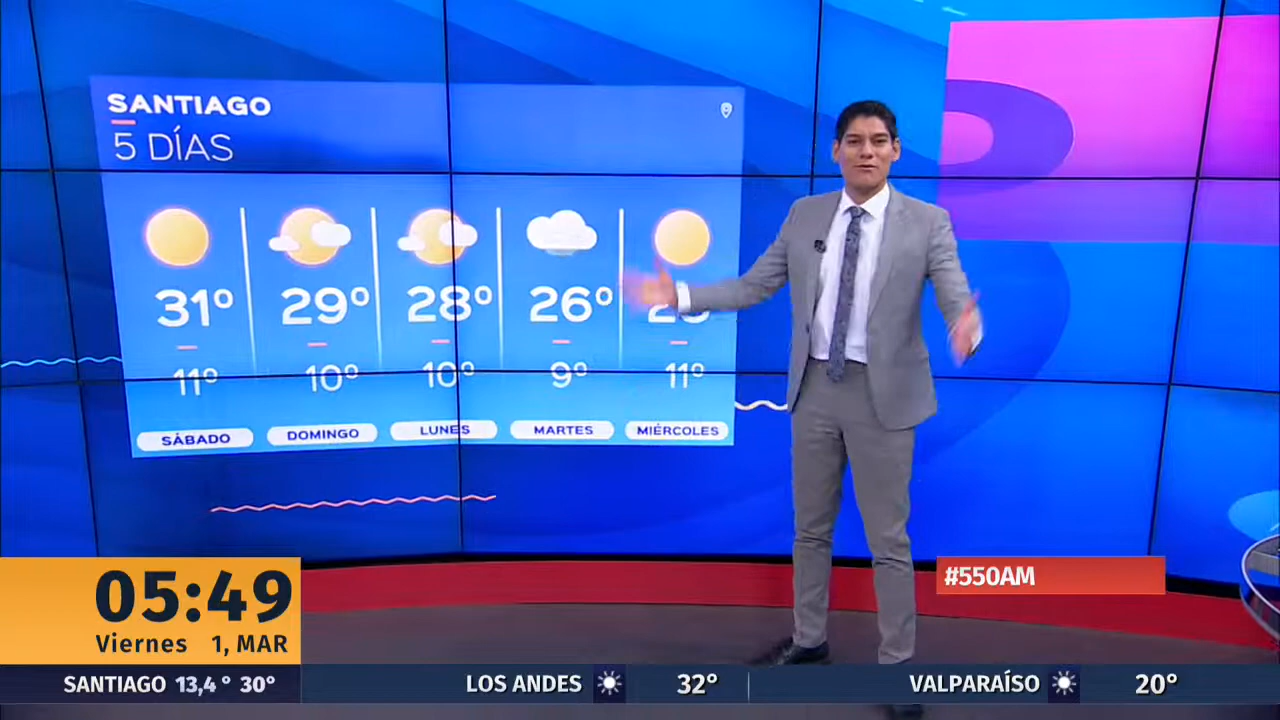 SANTIAGO
5 DÍAS
31° 29° 28° 26°
11° 10° 10° 9° 11°
SÁBADO DOMINGO LUNES MARTES MIÉRCOLES
#550AM
05:49
Viernes 1, MAR
SANTIAGO 13,4° 30° LOS ANDES 32° VALPARAÍSO 20°